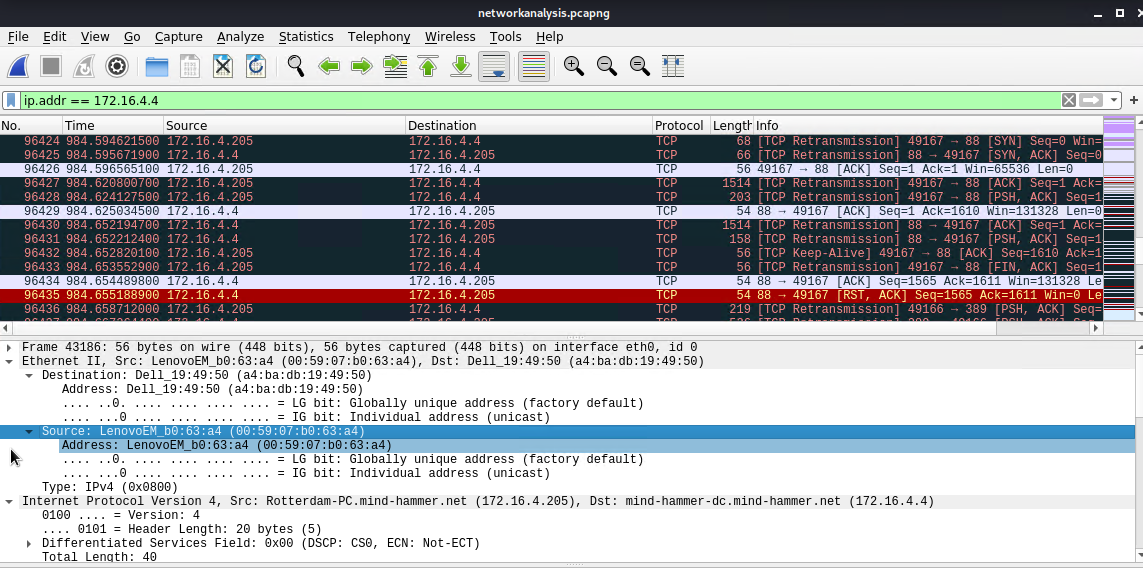 networkanalysis.pcapng
File Edit View Go Capture Analyze Statistics Telephony Wireless Tools Help
ip.addr == 172.16.4.4
No. Time Source Destination Protocol Length Info
96424 984.594621500 172.16.4.205 172.16.4.4 TCP 68 [TCP Retransmission] 49167 → 88 [SYN] Seq=0 Win=
96425 984.595671900 172.16.4.4 172.16.4.205 TCP 66 [TCP Retransmission] 88 → 49167 [SYN, ACK] Seq=0
96426 984.596565100 172.16.4.205 172.16.4.4 TCP 56 49167 → 88 [ACK] Seq=1 Ack=1 Win=65536 Len=0
96427 984.620800700 172.16.4.205 172.16.4.4 TCP 1514 [TCP Retransmission] 49167 → 88 [ACK] Seq=1 Ack=
96428 984.624127500 172.16.4.205 172.16.4.4 TCP 203 [TCP Retransmission] 49167 → 88 [PSH, ACK] Seq=1
96429 984.625034500 172.16.4.4 172.16.4.205 TCP 54 88 → 49167 [ACK] Seq=1 Ack=1610 Win=131328 Len=0
96430 984.652194700 172.16.4.4 172.16.4.205 TCP 1514 [TCP Retransmission] 88 → 49167 [ACK] Seq=1 Ack=
96431 984.652212400 172.16.4.4 172.16.4.205 TCP 158 [TCP Retransmission] 88 → 49167 [PSH, ACK] Seq=1
96432 984.652820100 172.16.4.205 172.16.4.4 TCP 56 [TCP Keep-Alive] 49167 → 88 [ACK] Seq=1610 Ack=1
96433 984.653552900 172.16.4.205 172.16.4.4 TCP 56 [TCP Retransmission] 49167 → 88 [FIN, ACK] Seq=1
96434 984.654489800 172.16.4.4 172.16.4.205 TCP 54 88 → 49167 [ACK] Seq=1565 Ack=1611 Win=131328 Le
96435 984.655188900 172.16.4.4 172.16.4.205 TCP 54 88 → 49167 [RST, ACK] Seq=1565 Ack=1611 Win=0 Le
96436 984.658712000 172.16.4.205 172.16.4.4 TCP 219 [TCP Retransmission] 49166 → 389 [PSH, ACK] Seq=
Frame 43186: 56 bytes on wire (448 bits), 56 bytes captured (448 bits) on interface eth0, id 0
Ethernet II, Src: LenovoEM_b0:63:a4 (00:59:07:b0:63:a4), Dst: Dell_19:49:50 (a4:ba:db:19:49:50)
Destination: Dell_19:49:50 (a4:ba:db:19:49:50)
Address: Dell_19:49:50 (a4:ba:db:19:49:50)
.... ..0. .... .... .... .... = LG bit: Globally unique address (factory default)
.... ...0 .... .... .... .... = IG bit: Individual address (unicast)
Source: LenovoEM_b0:63:a4 (00:59:07:b0:63:a4)
Address: LenovoEM_b0:63:a4 (00:59:07:b0:63:a4)
.... ..0. .... .... .... .... = LG bit: Globally unique address (factory default)
.... ...0 .... .... .... .... = IG bit: Individual address (unicast)
Type: IPv4 (0x0800)
Internet Protocol Version 4, Src: Rotterdam-PC.mind-hammer.net (172.16.4.205), Dst: mind-hammer-dc.mind-hammer.net (172.16.4.4)
0100 .... = Version: 4
.... 0101 = Header Length: 20 bytes (5)
Differentiated Services Field: 0x00 (DSCP: CS0, ECN: Not-ECT)
Total Length: 40